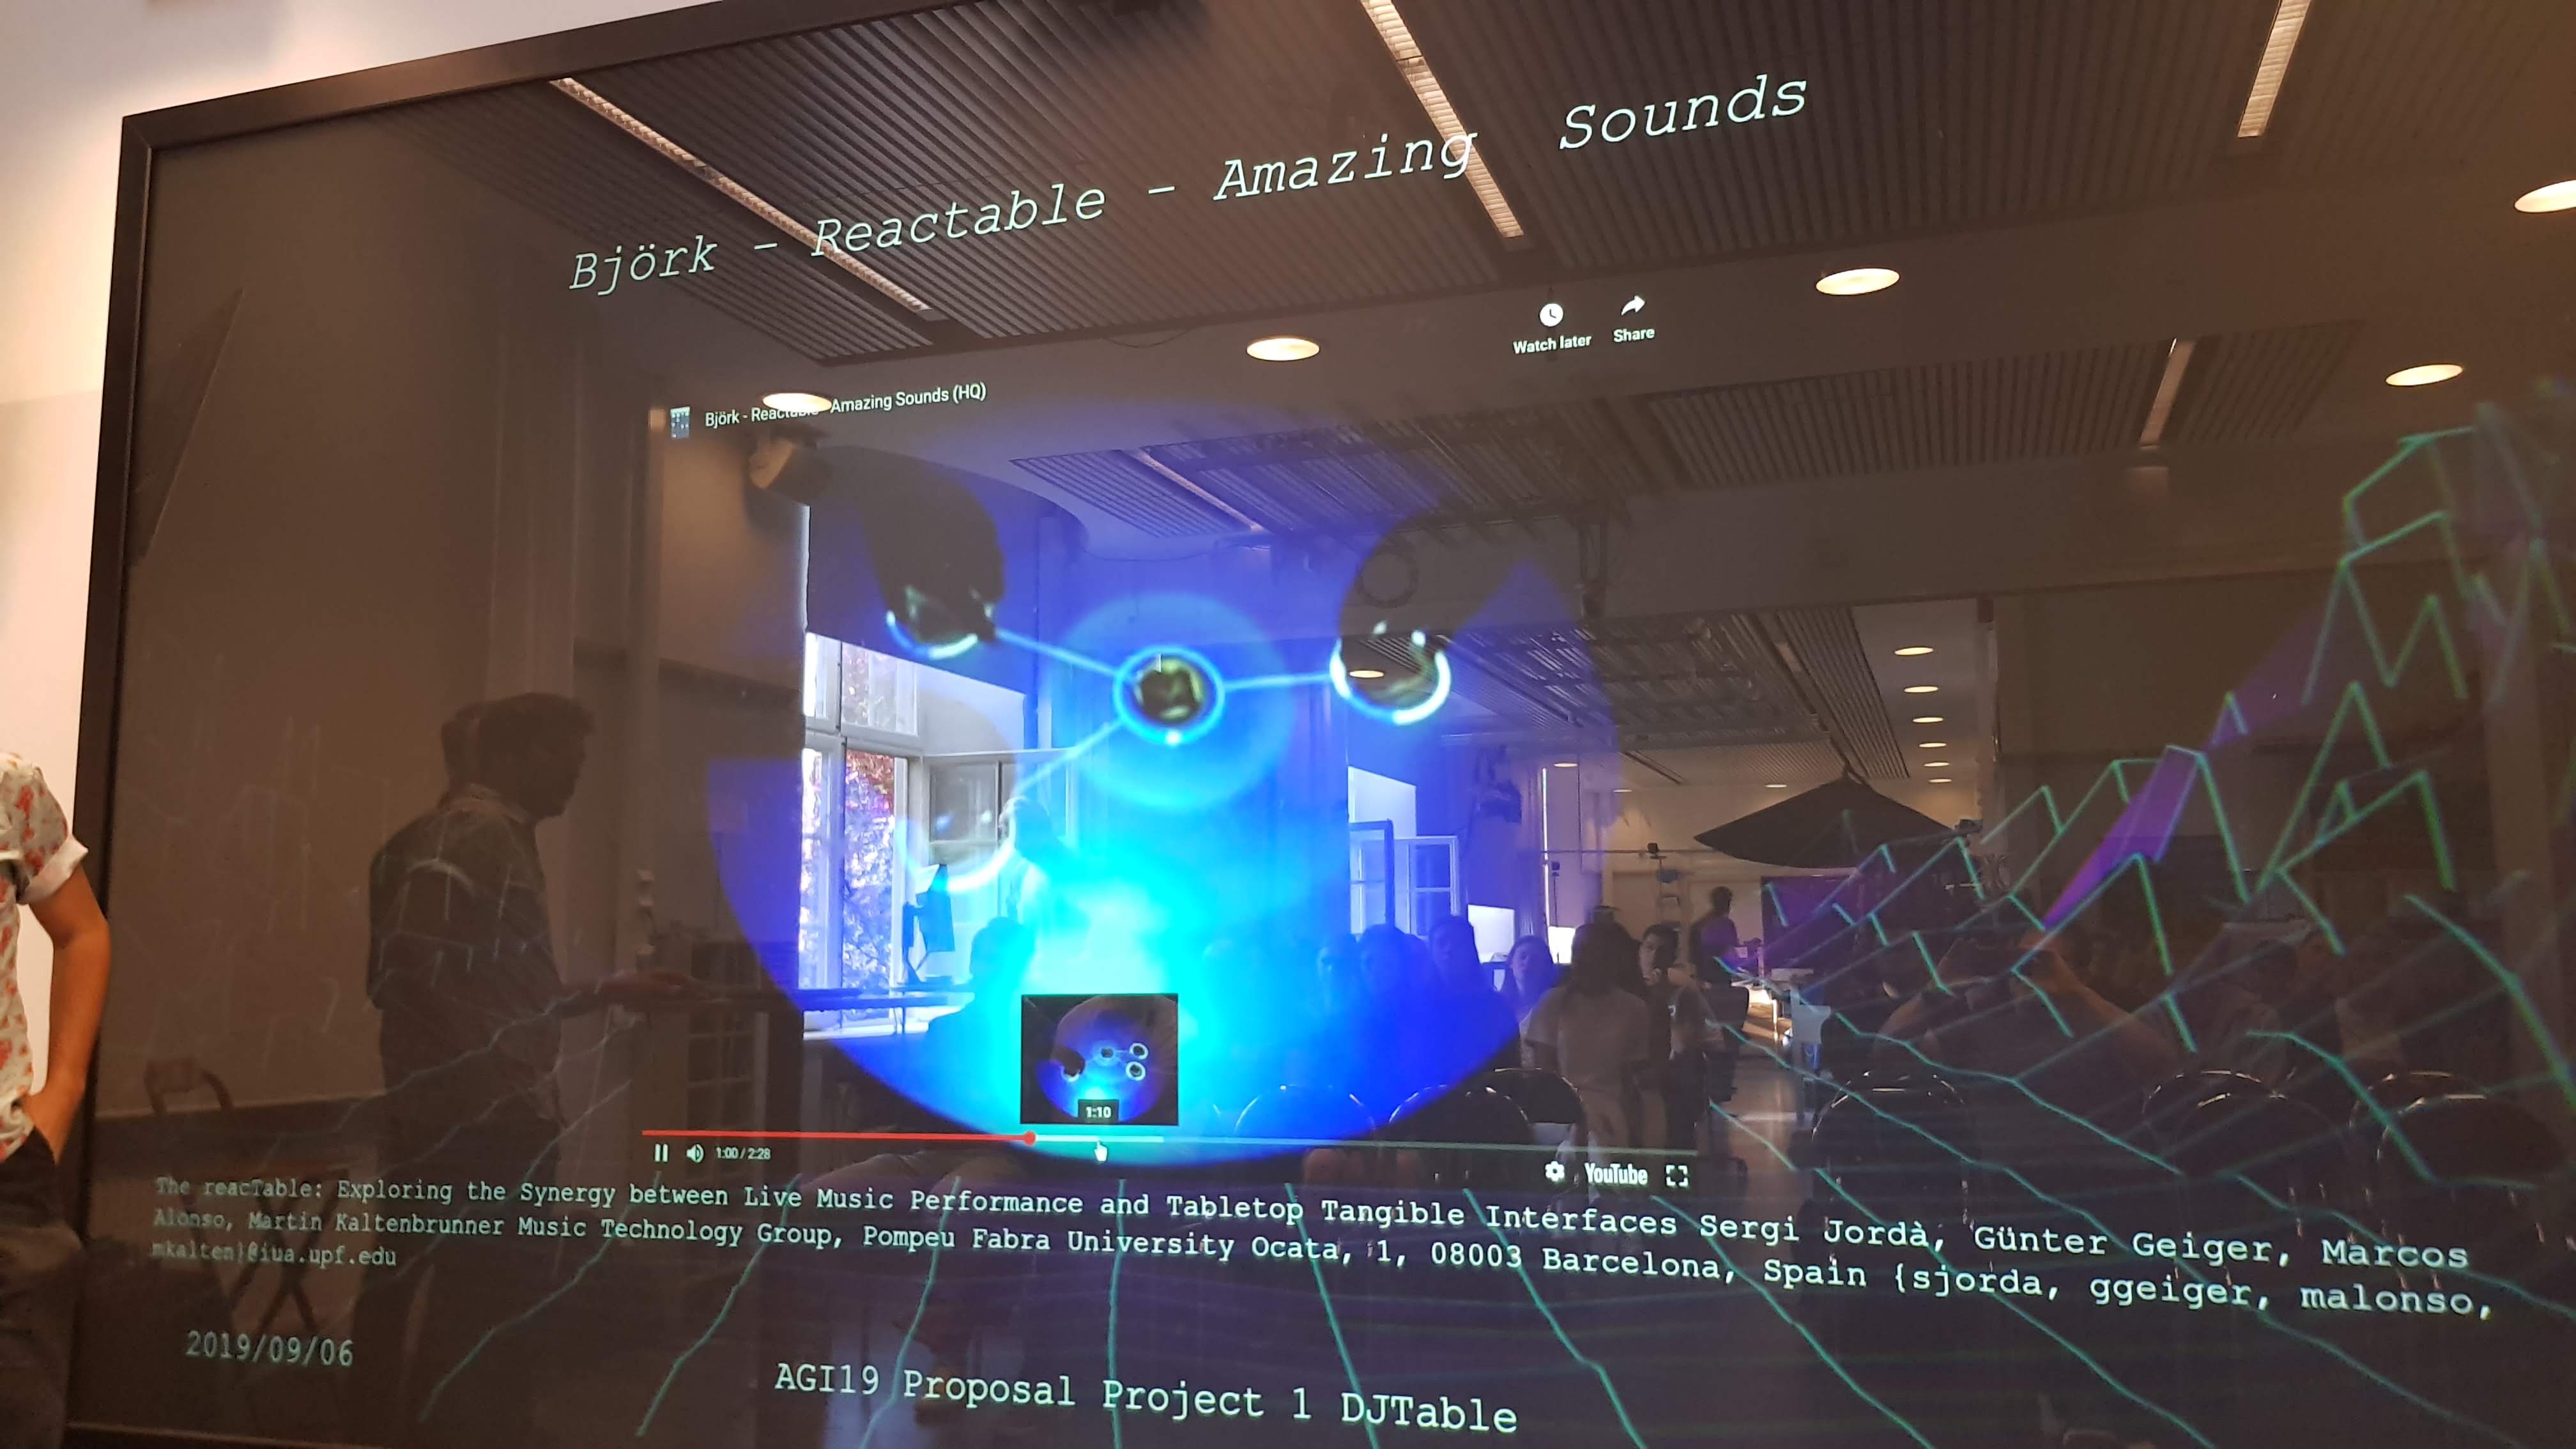 Björk - Reactable - Amazing Sounds
Watch later
Share
Björk - Reactable - Amazing Sounds (HQ)
1:10
1:00 / 2:28
YouTube
The reacTable: Exploring the Synergy between Live Music Performance and Tabletop Tangible Interfaces Sergi Jordà, Günter Geiger, Marcos
Alonso, Martin Kaltenbrunner Music Technology Group, Pompeu Fabra University Ocata, 1, 08003 Barcelona, Spain {sjorda, ggeiger, malonso,
mkalten}@iua.upf.edu
2019/09/06
AGI19 Proposal Project 1 DJTable